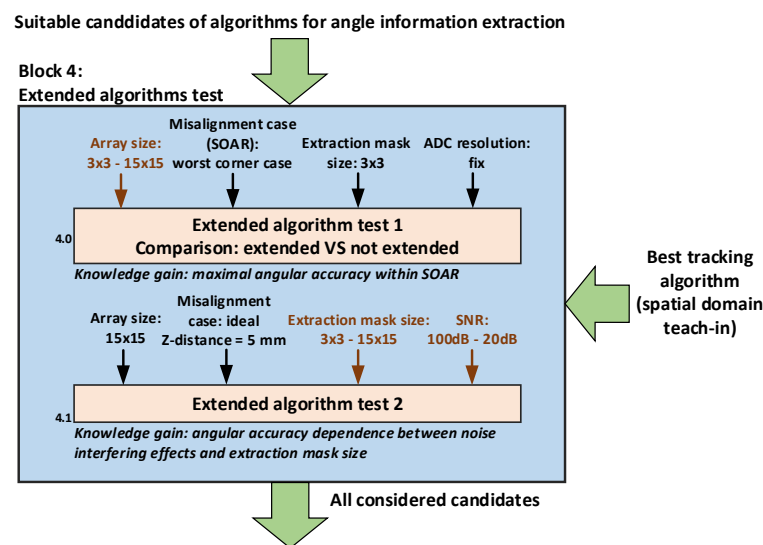 Suitable canddidates of algorithms for angle information extraction
Block 4:
Extended algorithms test
Array size:
3x3 - 15x15
Misalignment case
(SOAR):
worst corner case
Extraction mask
size: 3x3
ADC resolution:
fix
4.0
Extended algorithm test 1
Comparison: extended VS not extended
Knowledge gain: maximal angular accuracy within SOAR
Array size:
15x15
Misalignment
case: ideal
Z-distance = 5 mm
Extraction mask size:
3x3 - 15x15
SNR:
100dB - 20dB
4.1
Extended algorithm test 2
Knowledge gain: angular accuracy dependence between noise
interfering effects and extraction mask size
Best tracking
algorithm
(spatial domain
teach-in)
All considered candidates